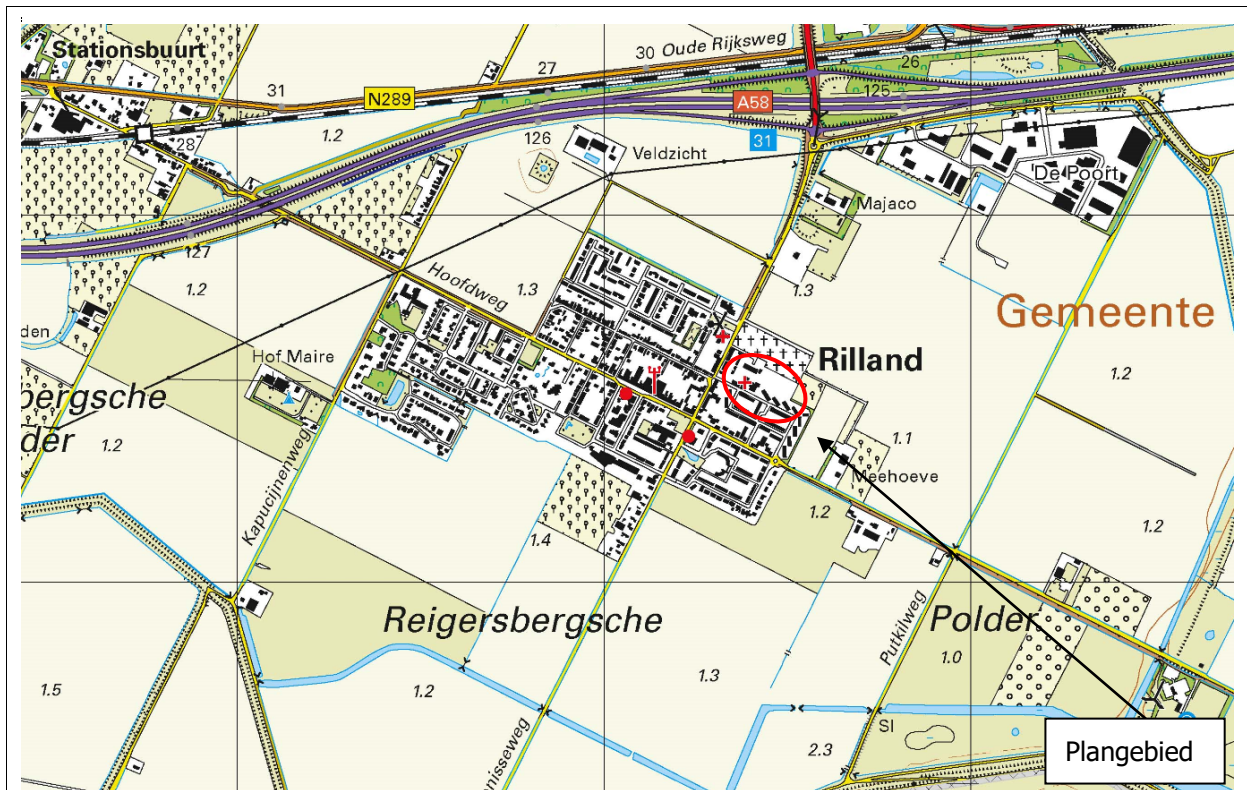 Stationsbuurt
30 Oude Rijksweg
26
31
27
N289
A58
125
1.2
28
126
31
Veldzicht
De Poort
Majaco
127
1.2
Hoofdweg
1.3
1.3
Gemeente
den
Hof Maire
Rilland
1.2
bergsche
der
1.2
1.1
Kapucijnenweg
Meehoeve
1.2
1.2
1.4
Reigersbergsche
Putkilweg
Polder
1.0
1.5
1.2
1.3
Sl
2.3
enisseweg
Plangebied